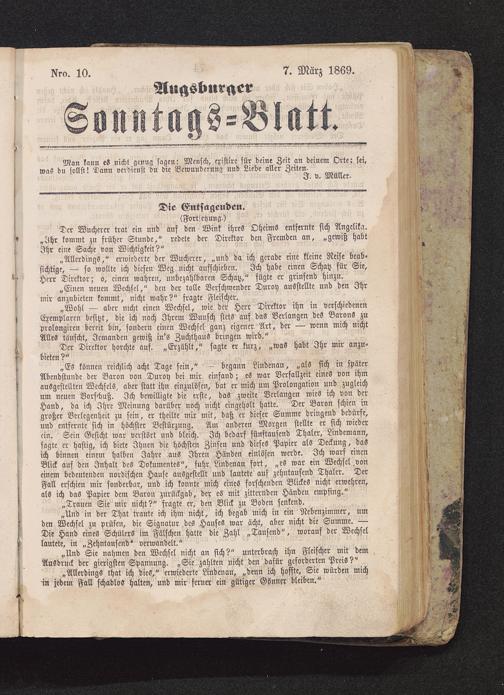 Nro. 10.
7. März 1869.
Augsburger
Sonntags=Blatt.
Man kann es nicht genug sagen: Mensch, existire für deine Zeit an deinem Orte; sei,
was du sollst! Dann verdienst du die Bewunderung und Liebe aller Zeiten.
J. v. Müller.
Die Entsagenden.
(Fortsetzung.)
Der Wucherer trat ein und auf den Wink ihres Oheims entfernte sich Angelika.
„Ihr kommt zu früher Stunde,“ redete der Direktor den Fremden an, „gewiß habt
Ihr eine Sache von Wichtigkeit?“
„Allerdings,“ erwiederte der Wucherer, „und da ich gerade eine kleine Reise beab-
sichtige, — so wollte ich diesen Weg nicht aufschieben. Ich habe einen Schatz für Sie,
Herr Direktor; o, einen wahren, unbezahlbaren Schatz,“ fügte er grinsend hinzu.
„Einen neuen Wechsel,“ den der tolle Verschwender Duroy ausstellte und den Ihr
mir anzubieten kommt, nicht wahr?“ fragte Fleischer.
„Wohl — aber nicht einen Wechsel, wie der Herr Direktor ihn in verschiedenen
Exemplaren besitzt, die ich nach Ihrem Wunsch stets auf das Verlangen des Barons zu
prolongiren bereit bin, sondern einen Wechsel ganz eigener Art, der — wenn mich nicht
Alles täuscht, Jemanden gewiß in's Zuchthaus bringen wird.“
Der Direktor horchte auf. „Erzählt,“ sagte er kurz, „was habt Ihr mir anzu-
bieten?“
„Es können reichlich acht Tage sein,“ — begann Lindenau, „als sich in später
Abendstunde der Baron von Duroy bei mir einfand; es war Verfallzeit eines von ihm
ausgestellten Wechsels, aber statt ihn einzulösen, bat er mich um Prolongation und zugleich
um neuen Vorschuß. Ich bewilligte die erste, das zweite Verlangen wies ich von der
Hand, da ich Ihre Meinung darüber noch nicht eingeholt hatte. Der Baron schien in
großer Verlegenheit zu sein, er theilte mir mit, daß er dieser Summe dringend bedürfe,
und entfernte sich in höchster Bestürzung. Am anderen Morgen stellte er sich wieder
ein. Sein Gesicht war verstört und bleich. Ich bedarf fünftausend Thaler, Lindemann,
sagte er hastig, ich biete Ihnen die höchsten Zinsen und dieses Papier als Deckung, das
ich binnen einem halben Jahre aus Ihren Händen einlösen werde. Ich warf einen
Blick auf den Inhalt des Dokumentes“, fuhr Lindenau fort, „es war ein Wechsel von
einem bedeutenden nordischen Hause ausgestellt und lautete auf zehntausend Thaler. Der
Fall erschien mir sonderbar, und ich konnte mich eines forschenden Blickes nicht erwehren,
als ich das Papier dem Baron zurückgab, der es mit zitternden Händen empfing.“
„Trauen Sie mir nicht?“ fragte er, den Blick zu Boden senkend.
„Und in der That traute ich ihm nicht, ich begab mich in ein Nebenzimmer, um
den Wechsel zu prüfen, die Signatur des Hauses war ächt, aber nicht die Summe. —
Die Hand eines Schülers im Fälschen hatte die Zahl „Tausend“, worauf der Wechsel
lautete, in „Zehntausend“ verwandelt.“
„Und Sie nahmen den Wechsel nicht an sich?“ unterbrach ihn Fleischer mit dem
Ausdruck der gierigsten Spannung. „Sie zahlten nicht den dafür geforderten Preis?“
„Allerdings that ich dies,“ erwiederte Lindenau, „denn ich hoffte, Sie würden mich
in jedem Fall schadlos halten, und mir ferner ein gütiger Gönner bleiben.“